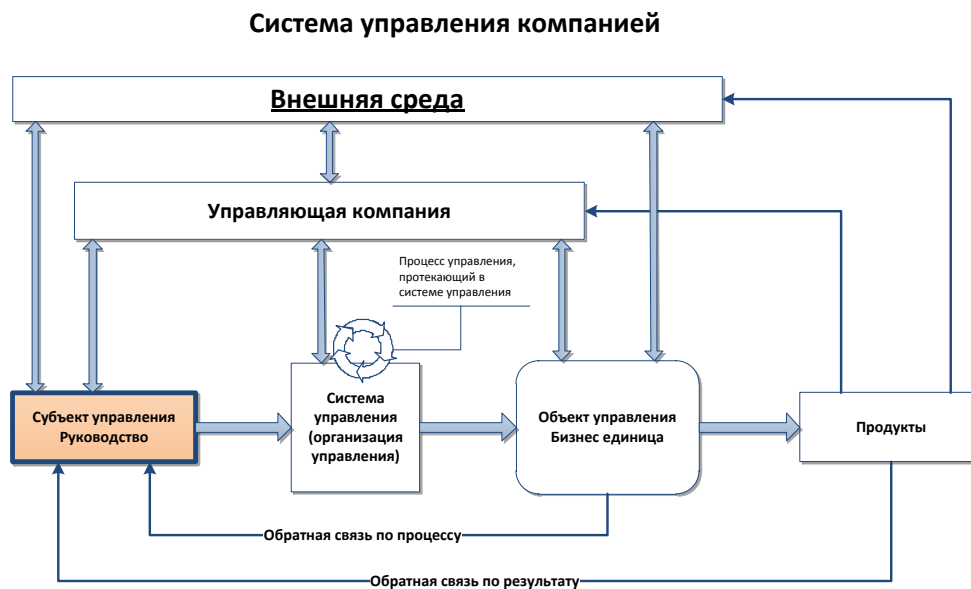 Система управления компанией
Внешняя среда
Управляющая компания
Процесс управления,
протекающий в
системе управления
Субъект управления
Руководство
Система
управления
(организация
управления)
Объект управления
Бизнес единица
Продукты
Обратная связь по процессу
Обратная связь по результату